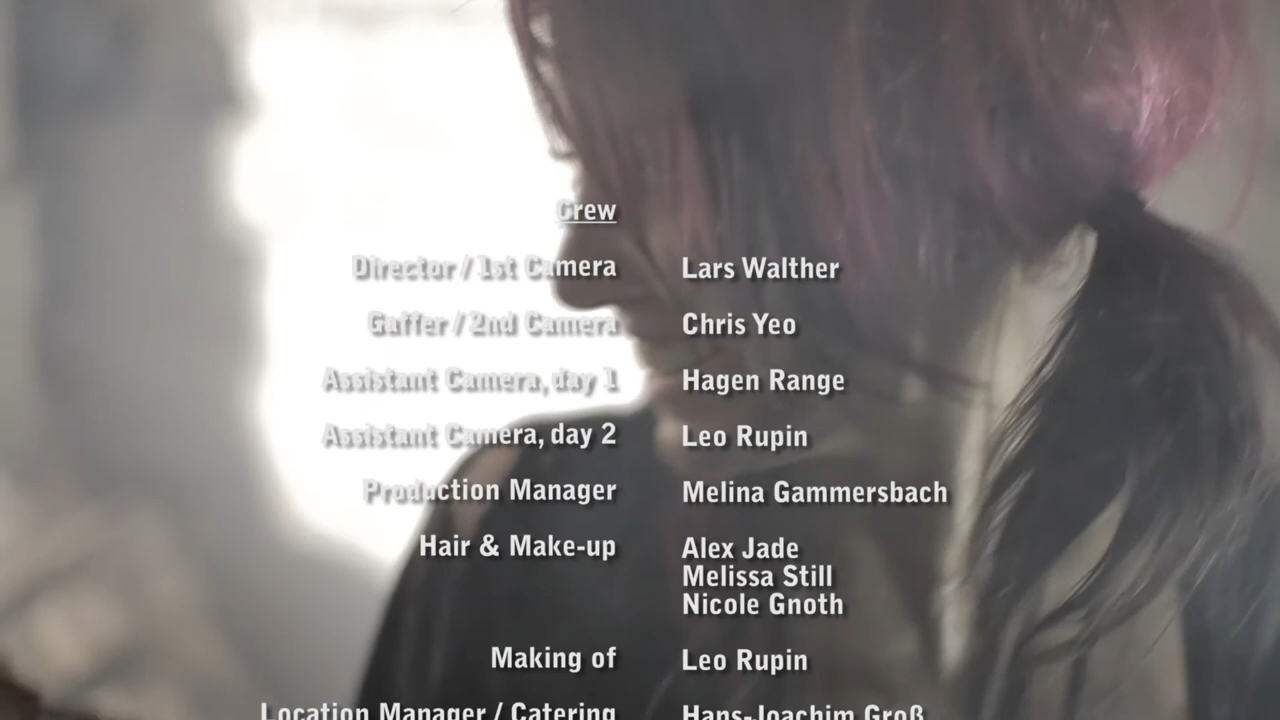 Crew
Director / 1st Camera Lars Walther
Gaffer / 2nd Camera Chris Yeo
Assistant Camera, day 1 Hagen Range
Assistant Camera, day 2 Leo Rupin
Production Manager Melina Gammersbach
Hair & Make-up Alex Jade
Melissa Still
Nicole Gnoth
Making of Leo Rupin
Location Manager / Catering Hans-Joachim Groß